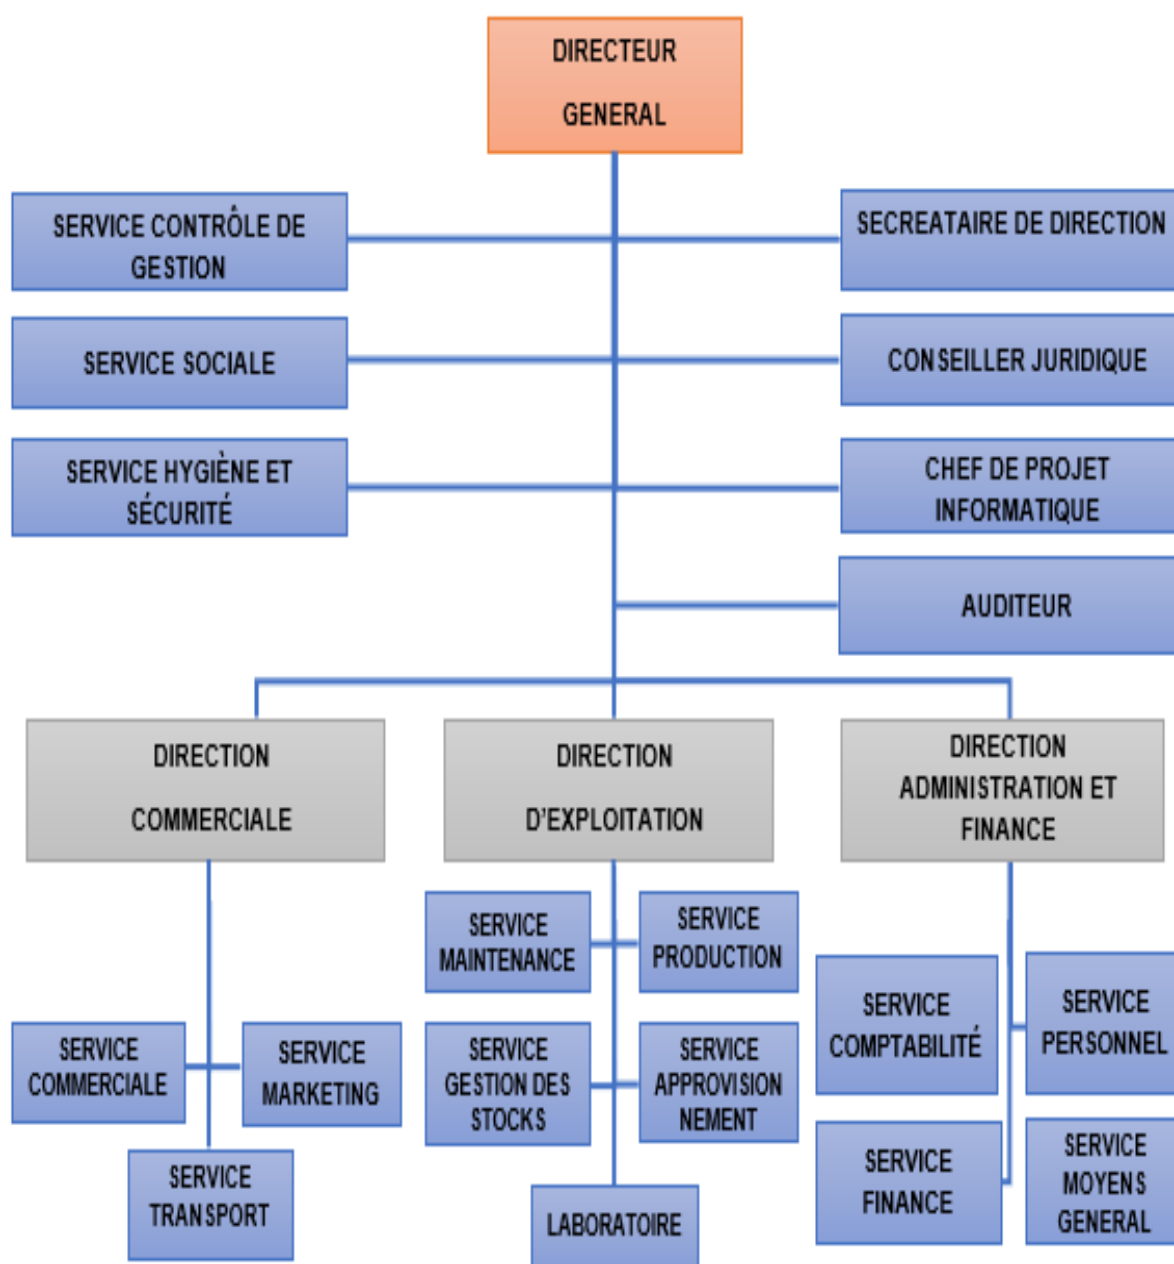 DIRECTEUR
GENERAL
SERVICE CONTRÔLE DE
GESTION
SECREATAIRE DE DIRECTION
SERVICE SOCIALE
CONSEILLER JURIDIQUE
SERVICE HYGIÈNE ET
SÉCURITÉ
CHEF DE PROJET
INFORMATIQUE
AUDITEUR
DIRECTION
COMMERCIALE
DIRECTION
D'EXPLOITATION
DIRECTION
ADMINISTRATION ET
FINANCE
SERVICE
MAINTENANCE
SERVICE
PRODUCTION
SERVICE
COMPTABILITÉ
SERVICE
PERSONNEL
SERVICE
COMMERCIALE
SERVICE
MARKETING
SERVICE
GESTION DES
STOCKS
SERVICE
APPROVISION
NEMENT
SERVICE
TRANSPORT
LABORATOIRE
SERVICE
FINANCE
SERVICE
MOYENS
GENERAL